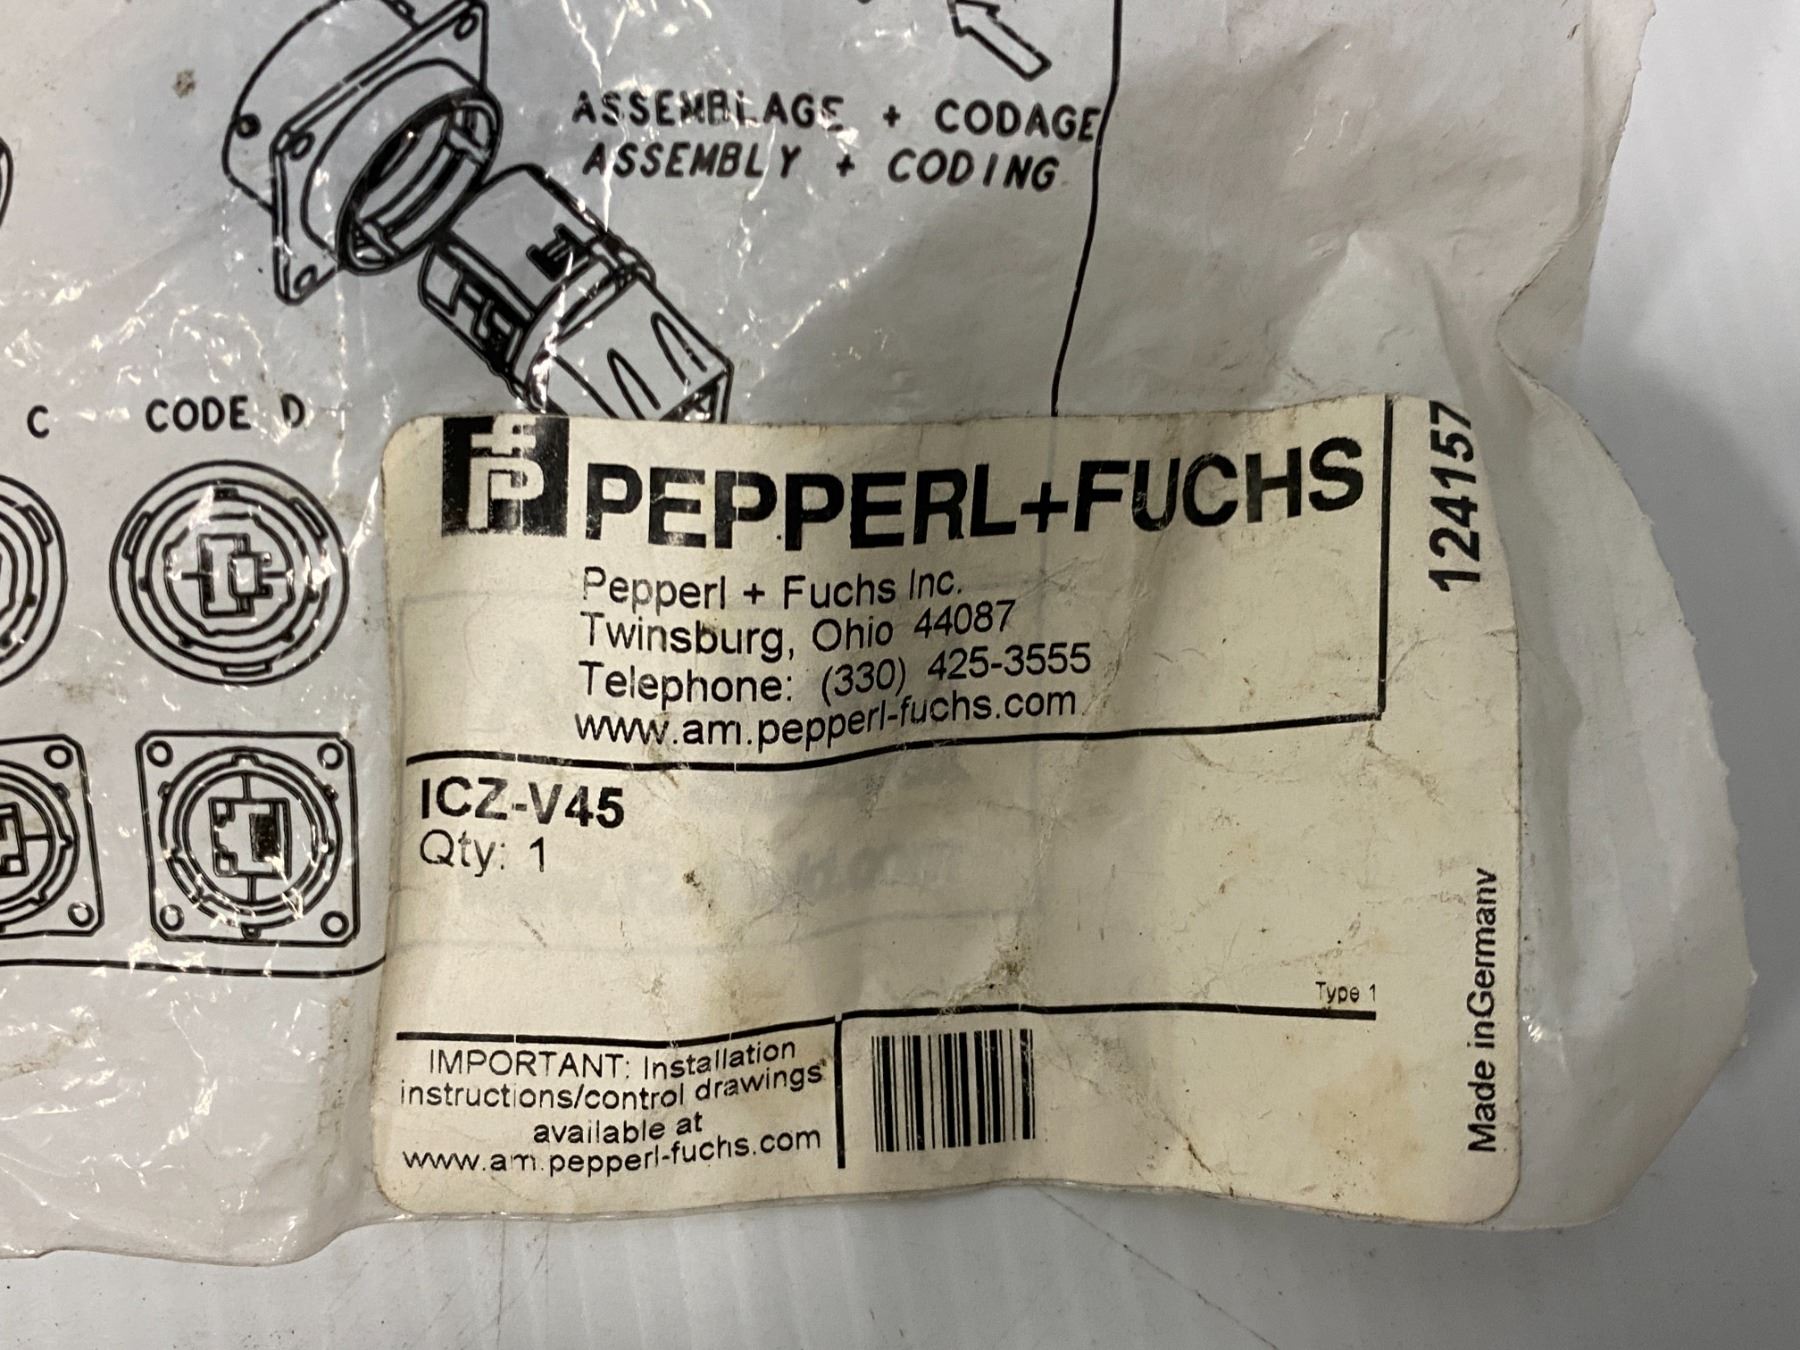 ASSEMBLAGE + CODAGE
ASSEMBLY + CODING
C
CODE D
PEPPERL+FUCHS
124157
Pepperl + Fuchs Inc.
Twinsburg, Ohio 44087
Telephone: (330) 425-3555
www.am.pepperl-fuchs.com
ICZ-V45
Qty: 1
Type 1
Made inGermany
IMPORTANT: Installation
instructions/control drawings
available at
www.am.pepperl-fuchs.com